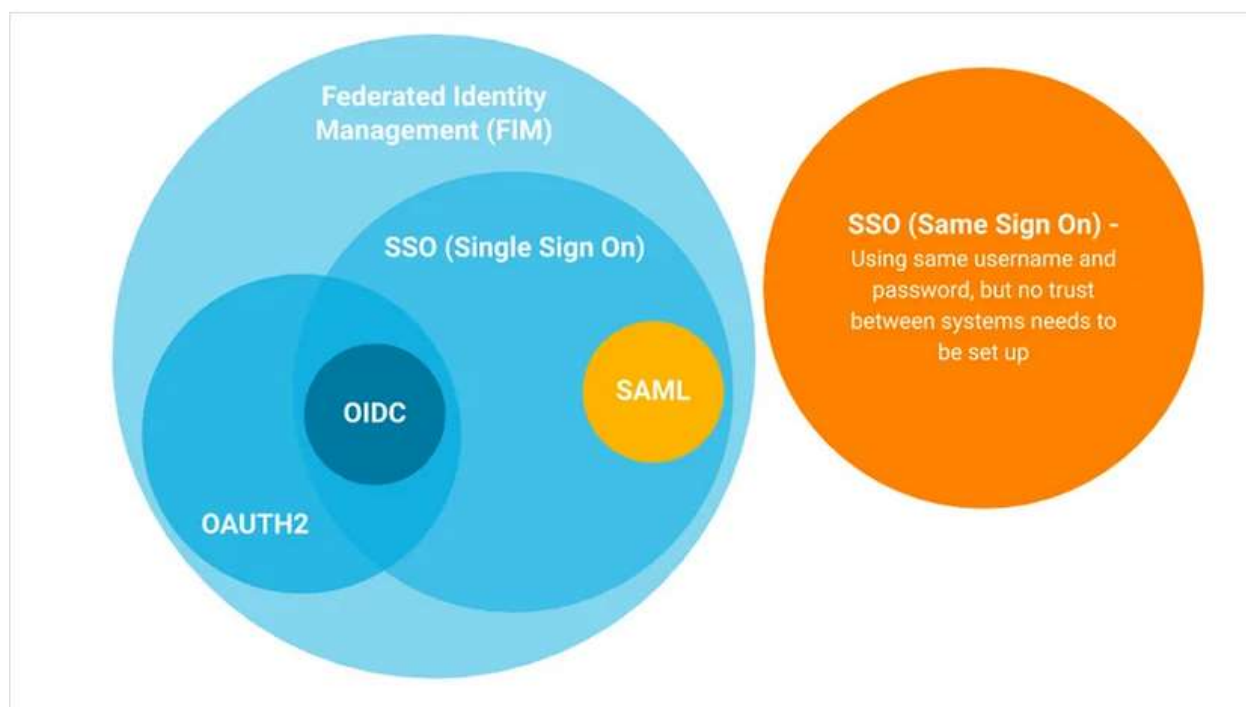 Federated Identity
Management (FIM)
SSO (Single Sign On)
OIDC
SAML
OAUTH2
SSO (Same Sign On) -
Using same username and
password, but no trust
between systems needs to
be set up